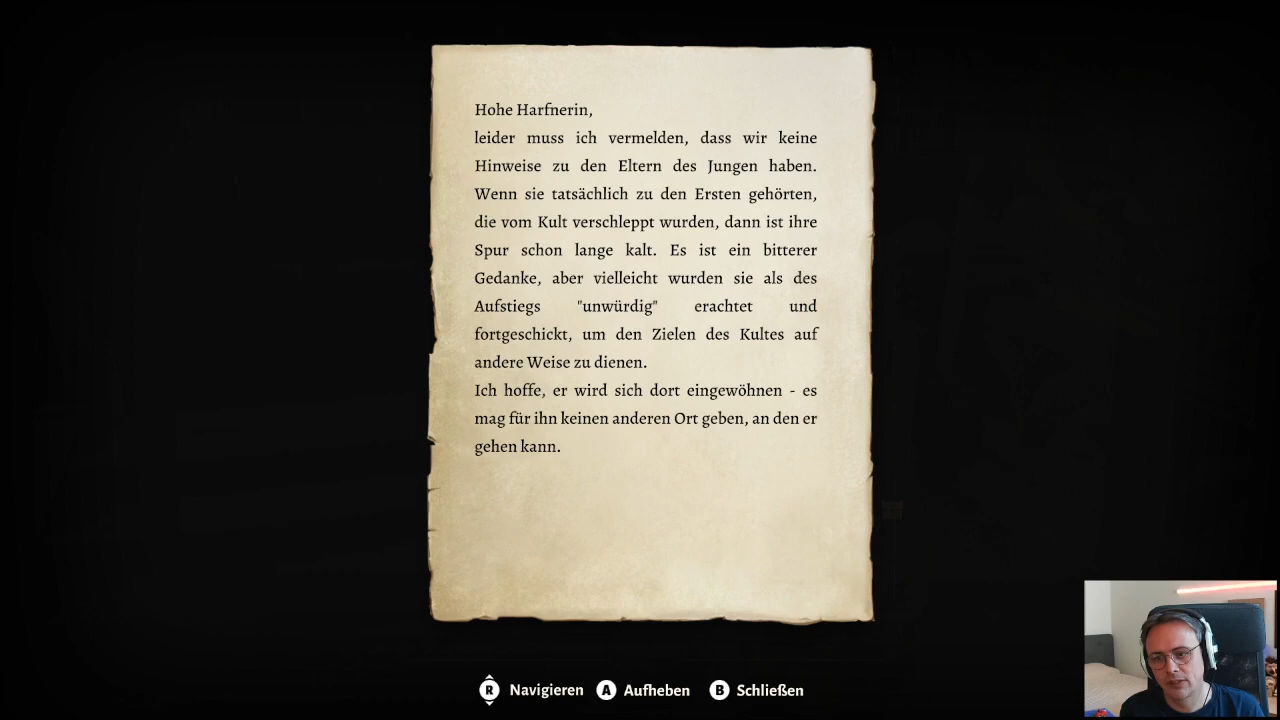 Hohe Harfnerin,
leider muss ich vermelden, dass wir keine
Hinweise zu den Eltern des Jungen haben.
Wenn sie tatsächlich zu den Ersten gehörten,
die vom Kult verschleppt wurden, dann ist ihre
Spur schon lange kalt. Es ist ein bitterer
Gedanke, aber vielleicht wurden sie als des
Aufstiegs "unwürdig" erachtet und
fortgeschickt, um den Zielen des Kultes auf
andere Weise zu dienen.
Ich hoffe, er wird sich dort eingewöhnen - es
mag für ihn keinen anderen Ort geben, an den er
gehen kann.
R Navigieren A Aufheben B Schließen